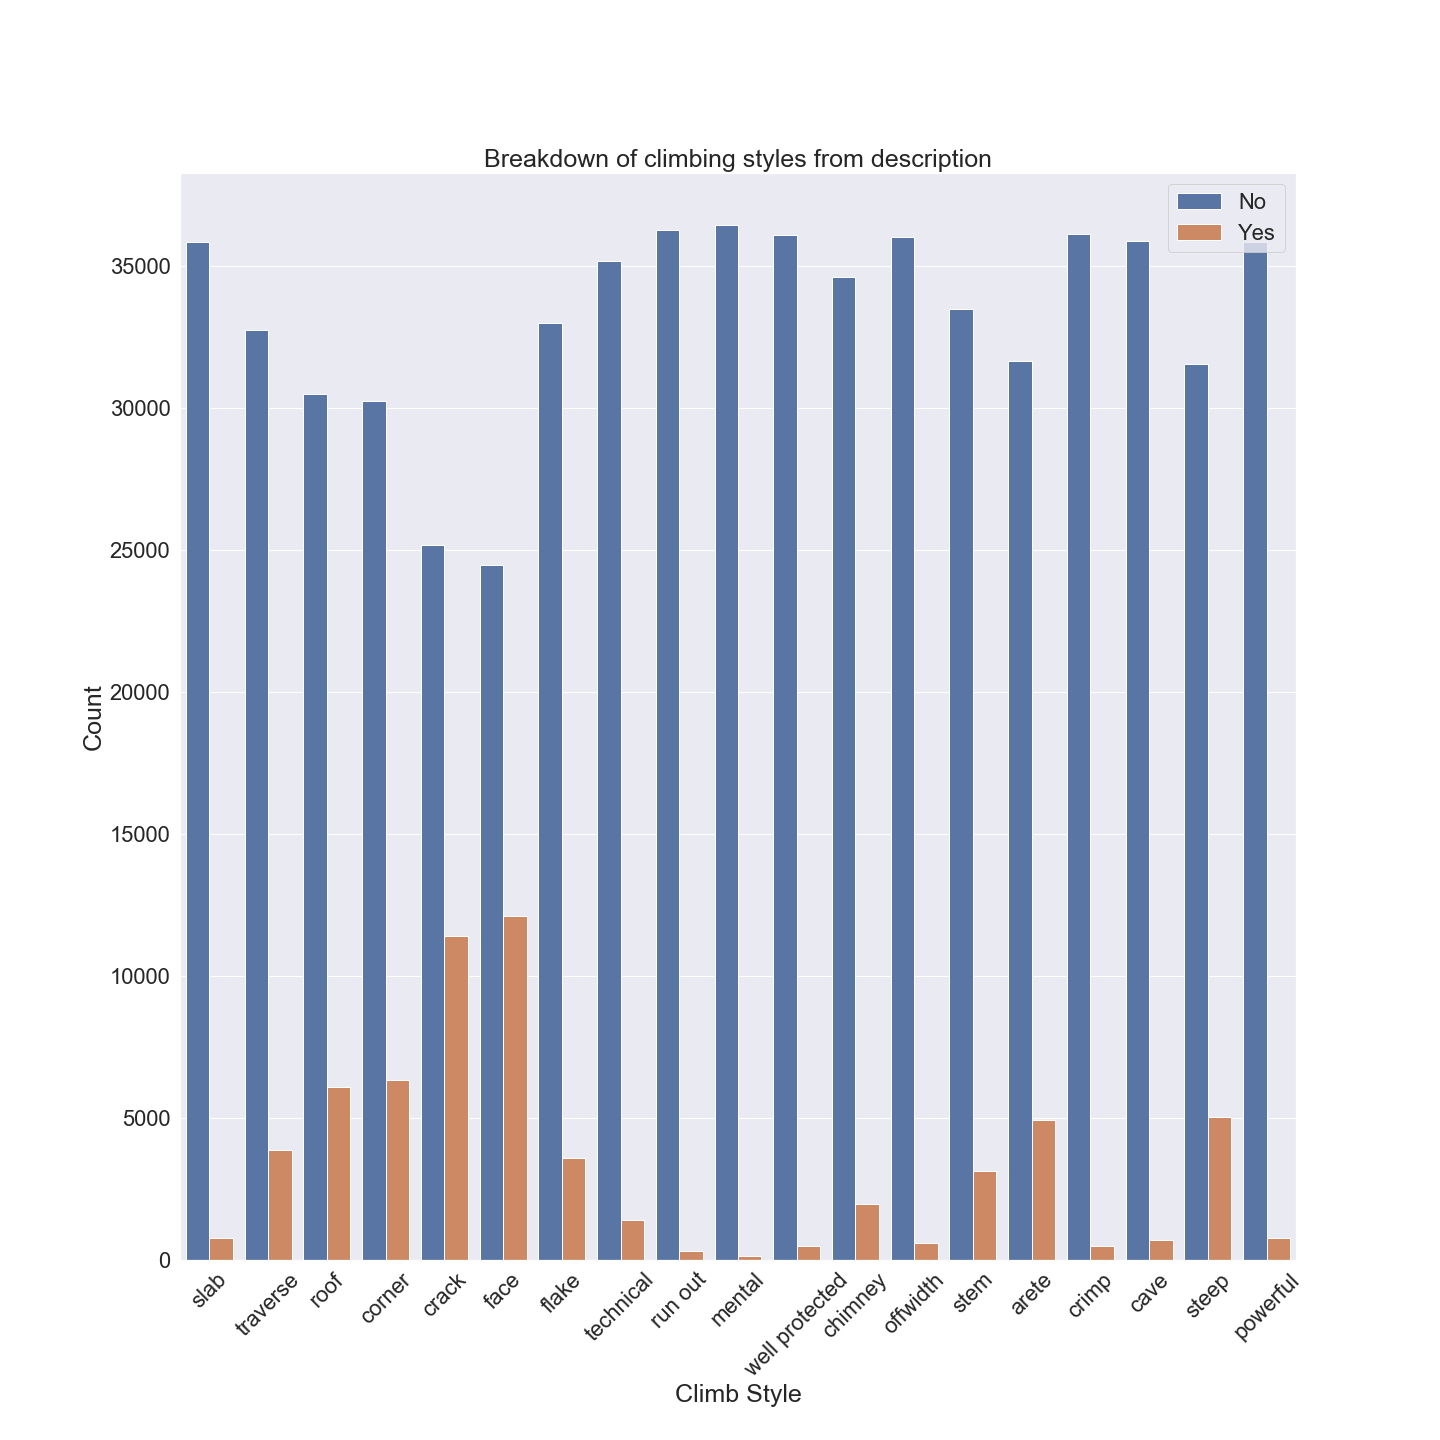 Breakdown of climbing styles from description
No
Yes
35000
30000
25000
20000
15000
10000
5000
0
Count
slab
traverse
roof
corner
crack
face
flake
technical
run out
mental
well protected
chimney
offwidth
stem
arete
crimp
cave
steep
powerful
Climb Style